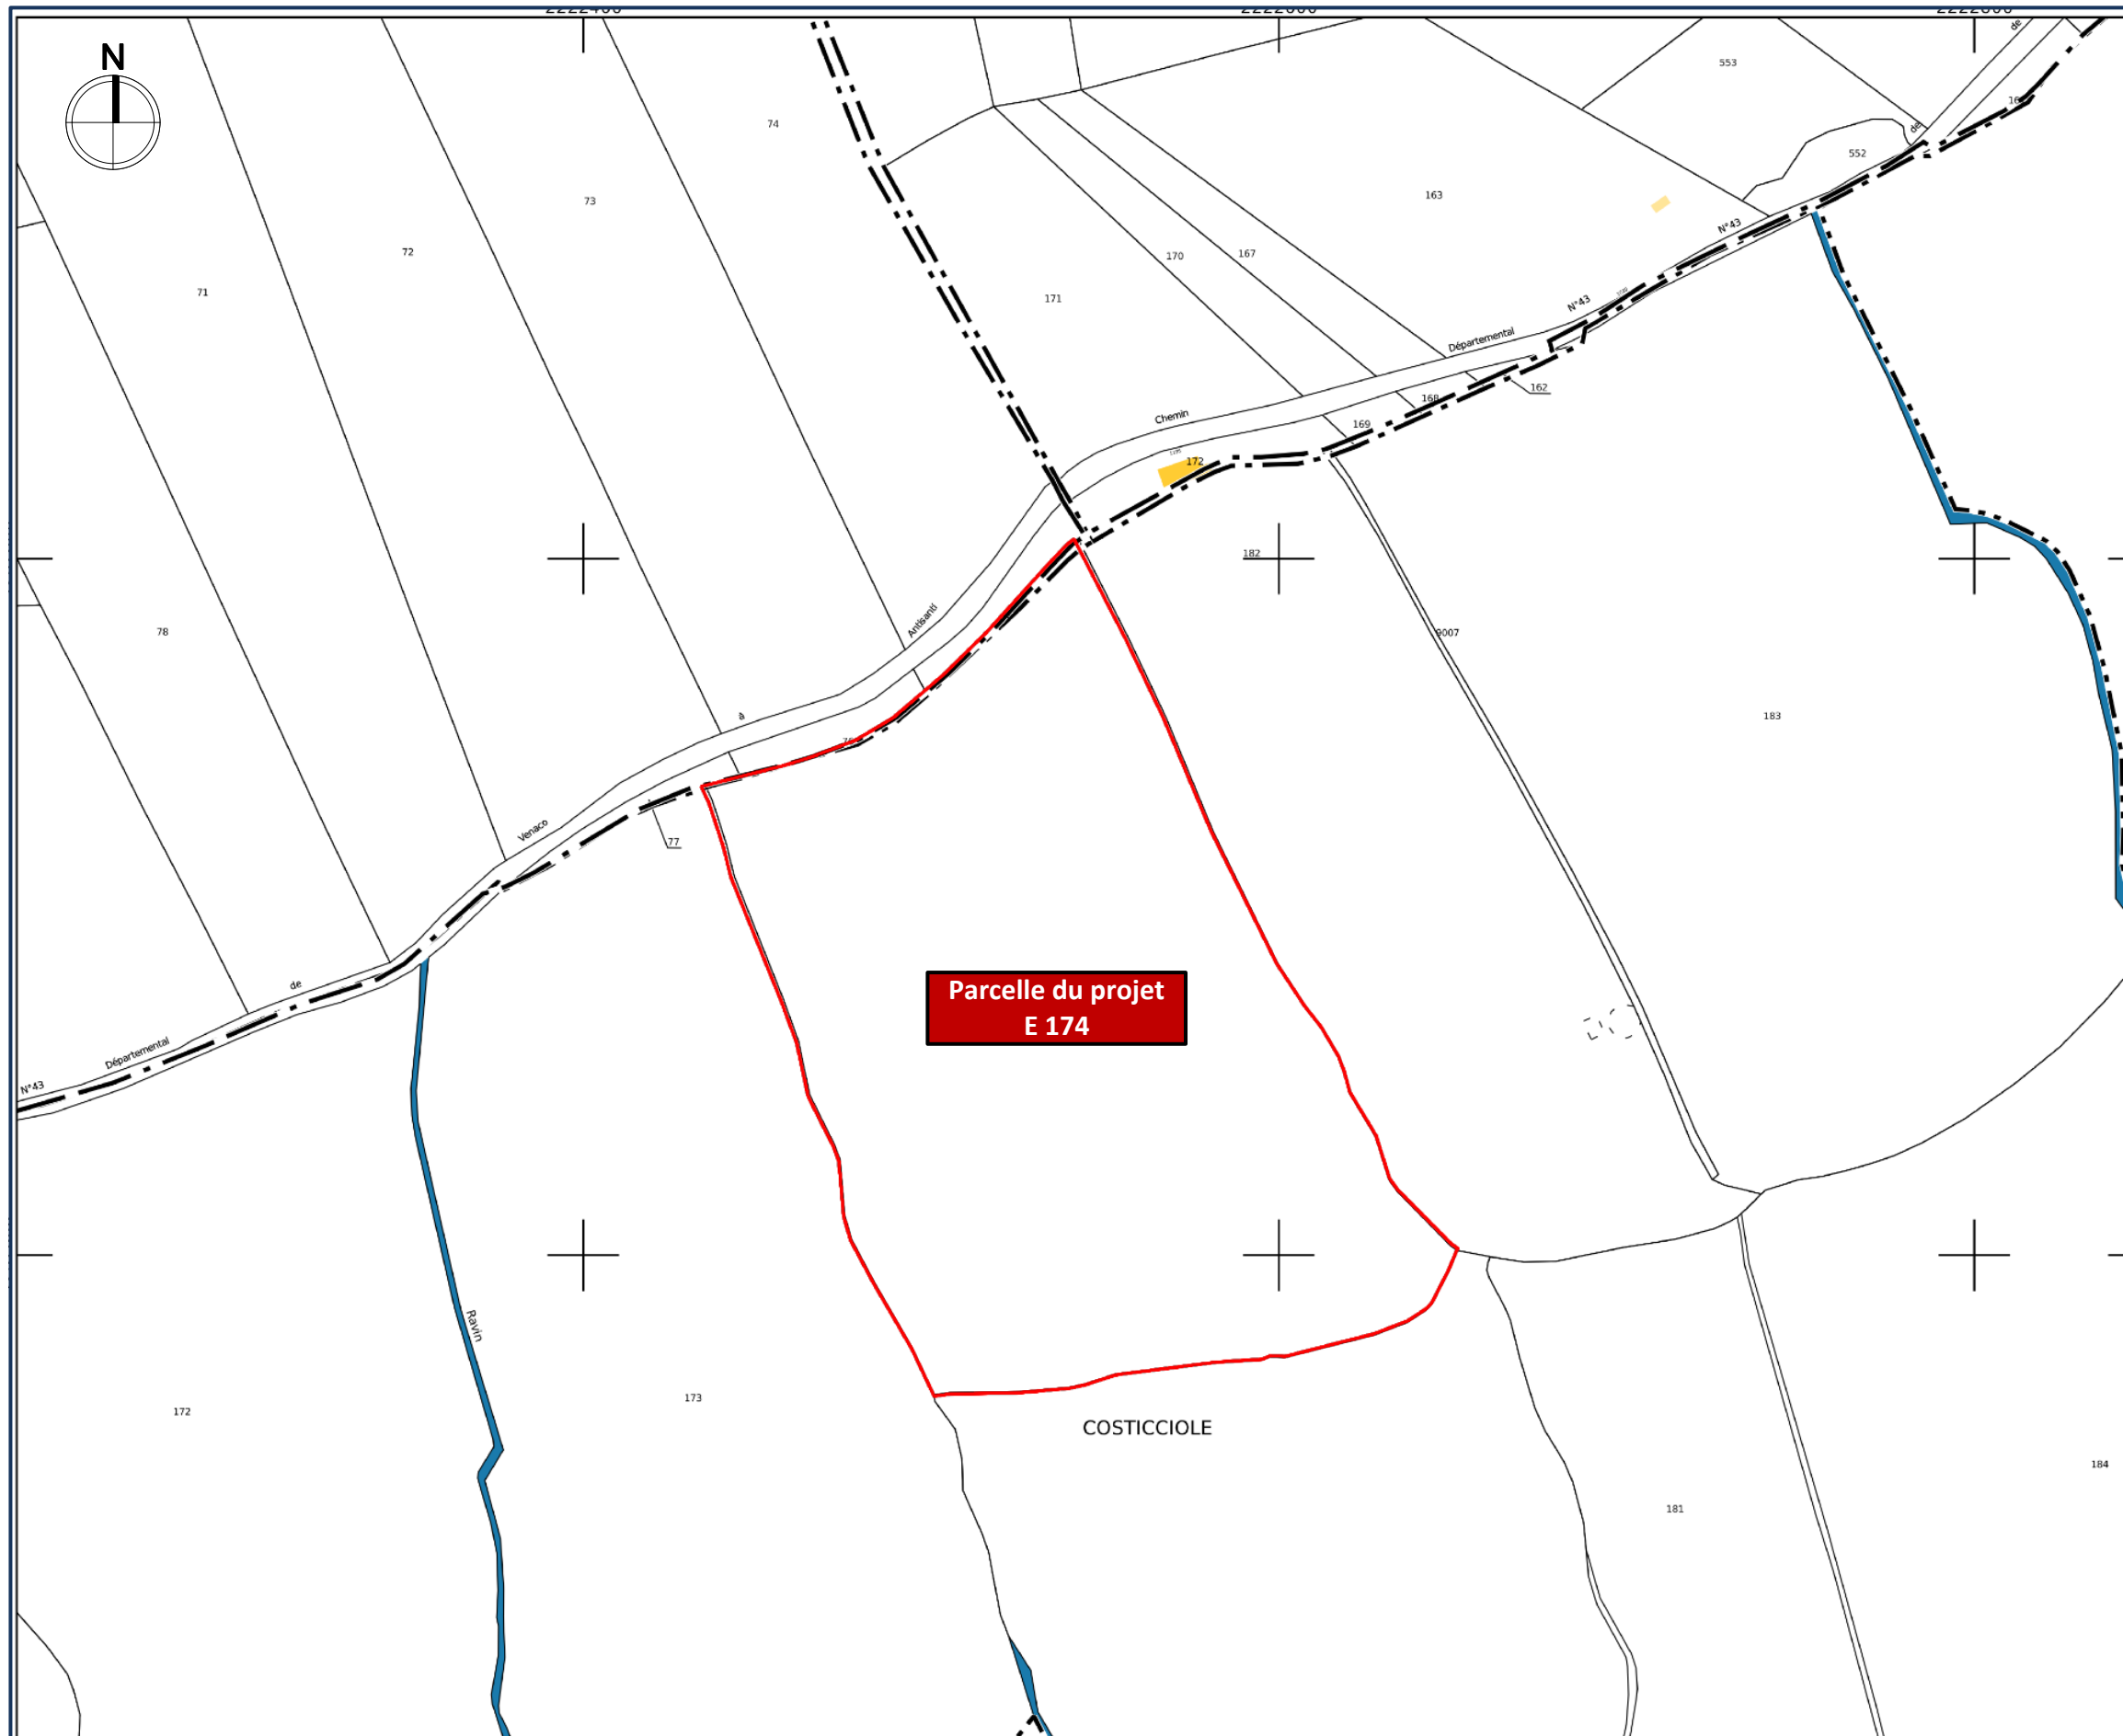 N
553
74
552
73
163
72
N°43
170
167
71
171
N°43
Départemental
162
168
Chemin
169
172
182
Antisanti
78
9007
183
à
Venaco
77
de
Parcelle du projet
E 174
Départemental
N°43
Ravin
173
172
COSTICCIOLE
184
181
de
de